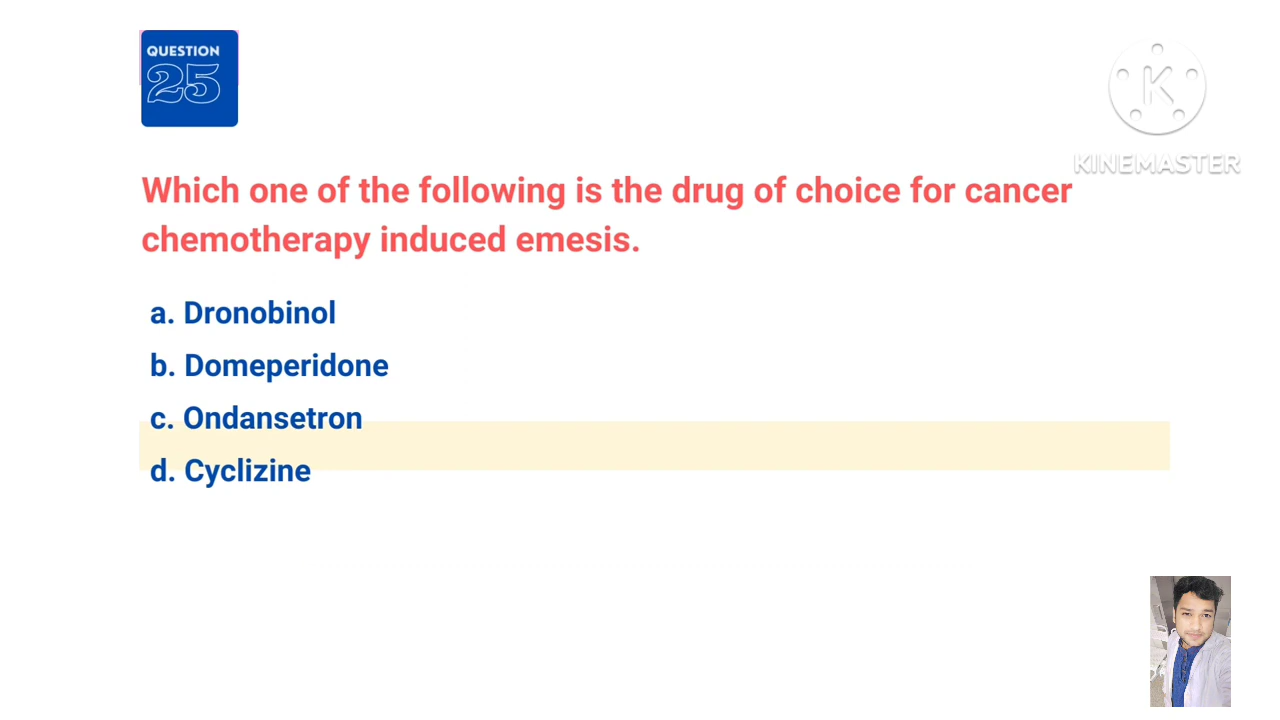 QUESTION
25
K
KINEMASTER
Which one of the following is the drug of choice for cancer
chemotherapy induced emesis.
a. Dronobinol
b. Domeperidone
c. Ondansetron
d. Cyclizine